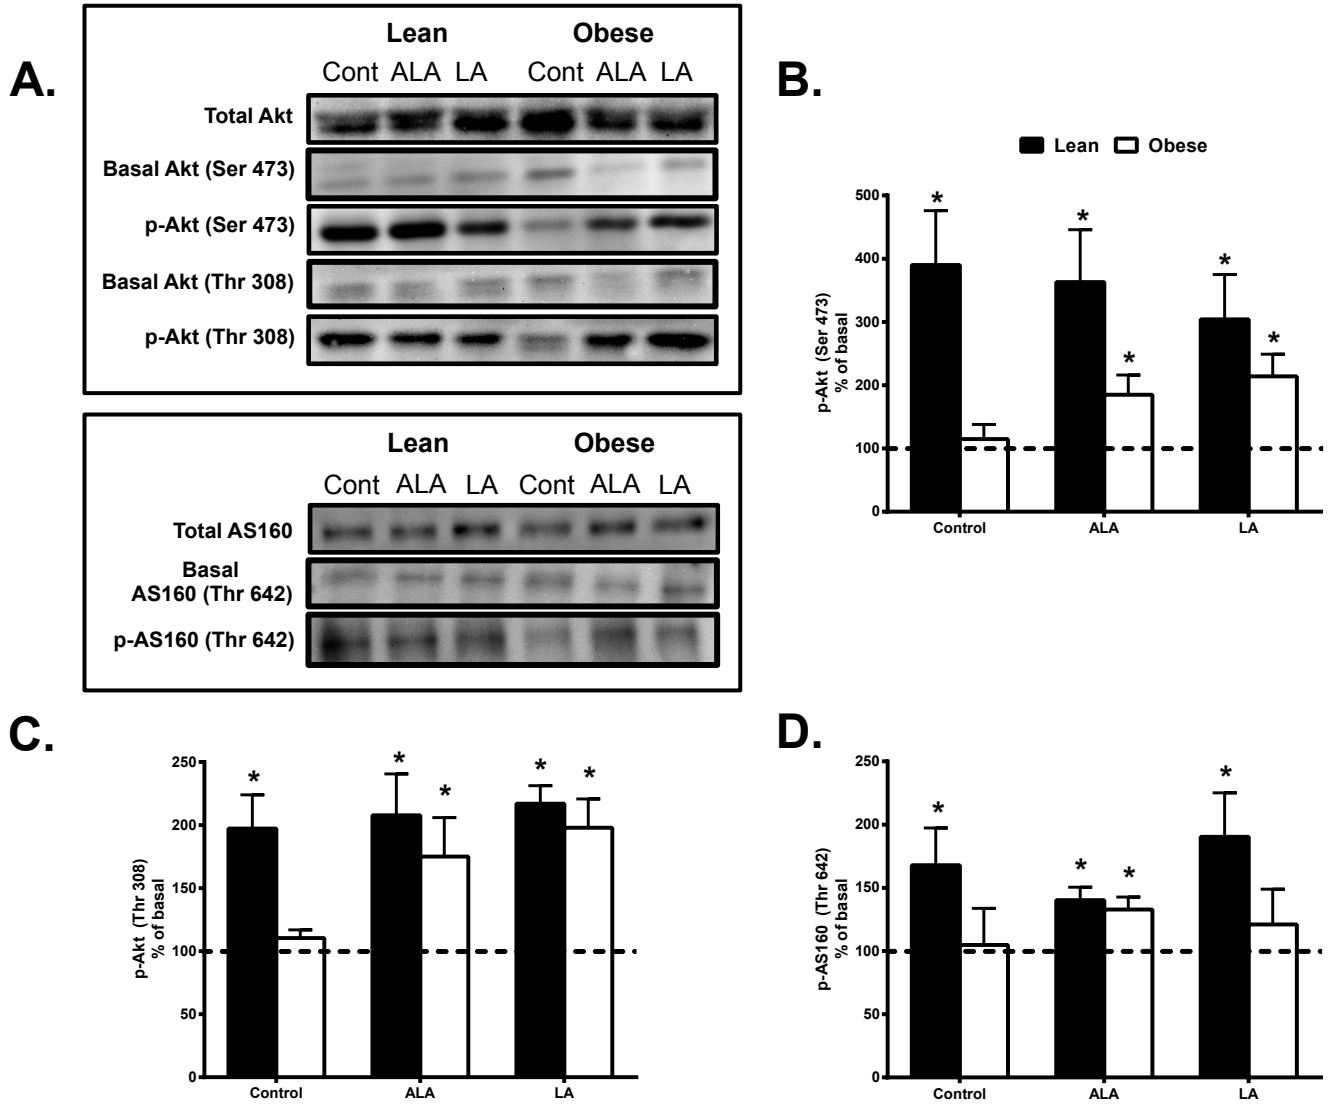 A.
Lean Obese
Cont ALA LA Cont ALA LA
Total Akt
Basal Akt (Ser 473)
p-Akt (Ser 473)
Basal Akt (Thr 308)
p-Akt (Thr 308)
Lean Obese
Cont ALA LA Cont ALA LA
Total AS160
Basal
AS160 (Thr 642)
p-AS160 (Thr 642)
B.
Lean Obese
p-Akt (Ser 473)
% of basal
500
400
300
200
100
0
* * * * *
Control ALA LA
C.
p-Akt (Thr 308)
% of basal
250
200
150
100
50
0
* * * * *
Control ALA LA
D.
p-AS160 (Thr 642)
% of basal
250
200
150
100
50
0
* * * *
Control ALA LA